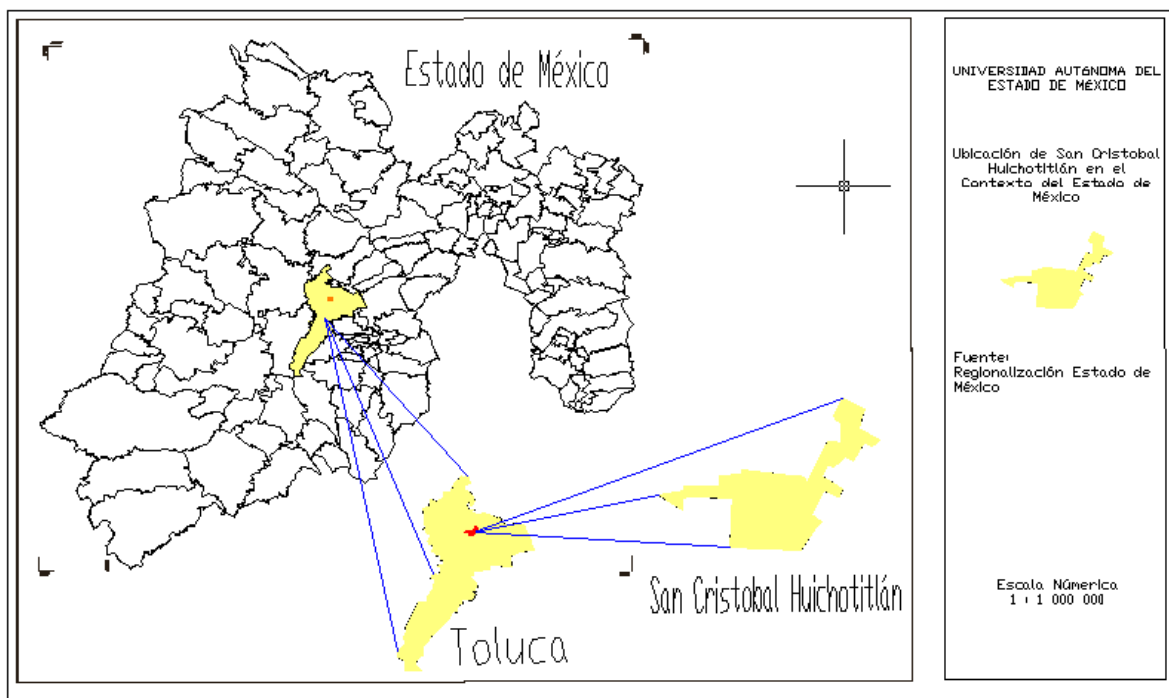 Estado de México
Toluca
San Cristobal Huichotitlán
UNIVERSIDAD AUTóNOMA DEL
ESTADO DE MéXICO
Ubicación de San Cristobal
Huichotitlán en el
Contexto del Estado de
México
Fuente:
Regionalización Estado de
México
Escala Númerica
1 : 1 000 000